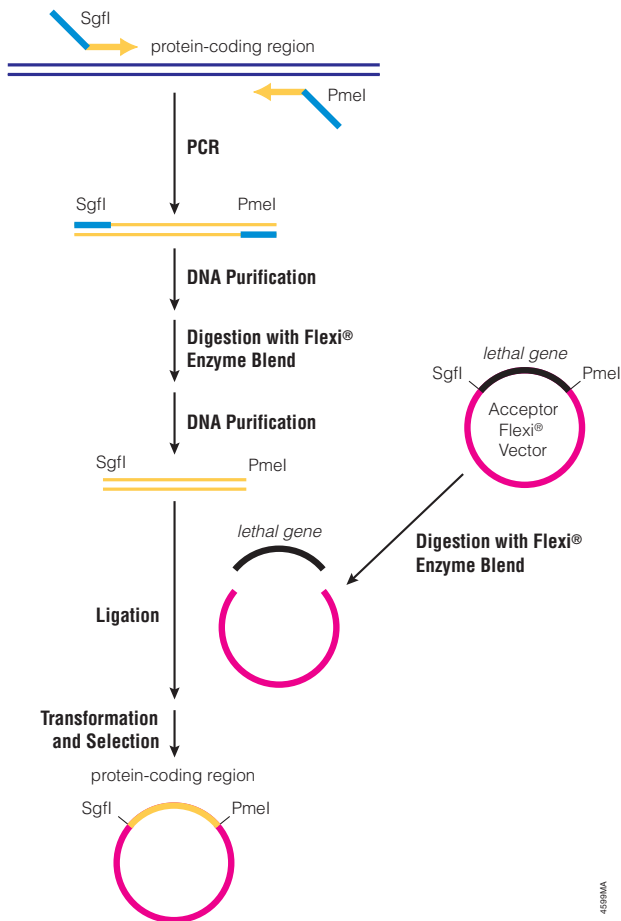 SgfI
protein-coding region
PmeI
PCR
SgfI
PmeI
DNA Purification
Digestion with Flexi®
Enzyme Blend
lethal gene
SgfI
PmeI
Acceptor
Flexi®
Vector
DNA Purification
SgfI
PmeI
lethal gene
Digestion with Flexi®
Enzyme Blend
Ligation
Transformation
and Selection
protein-coding region
SgfI
PmeI
4599MA